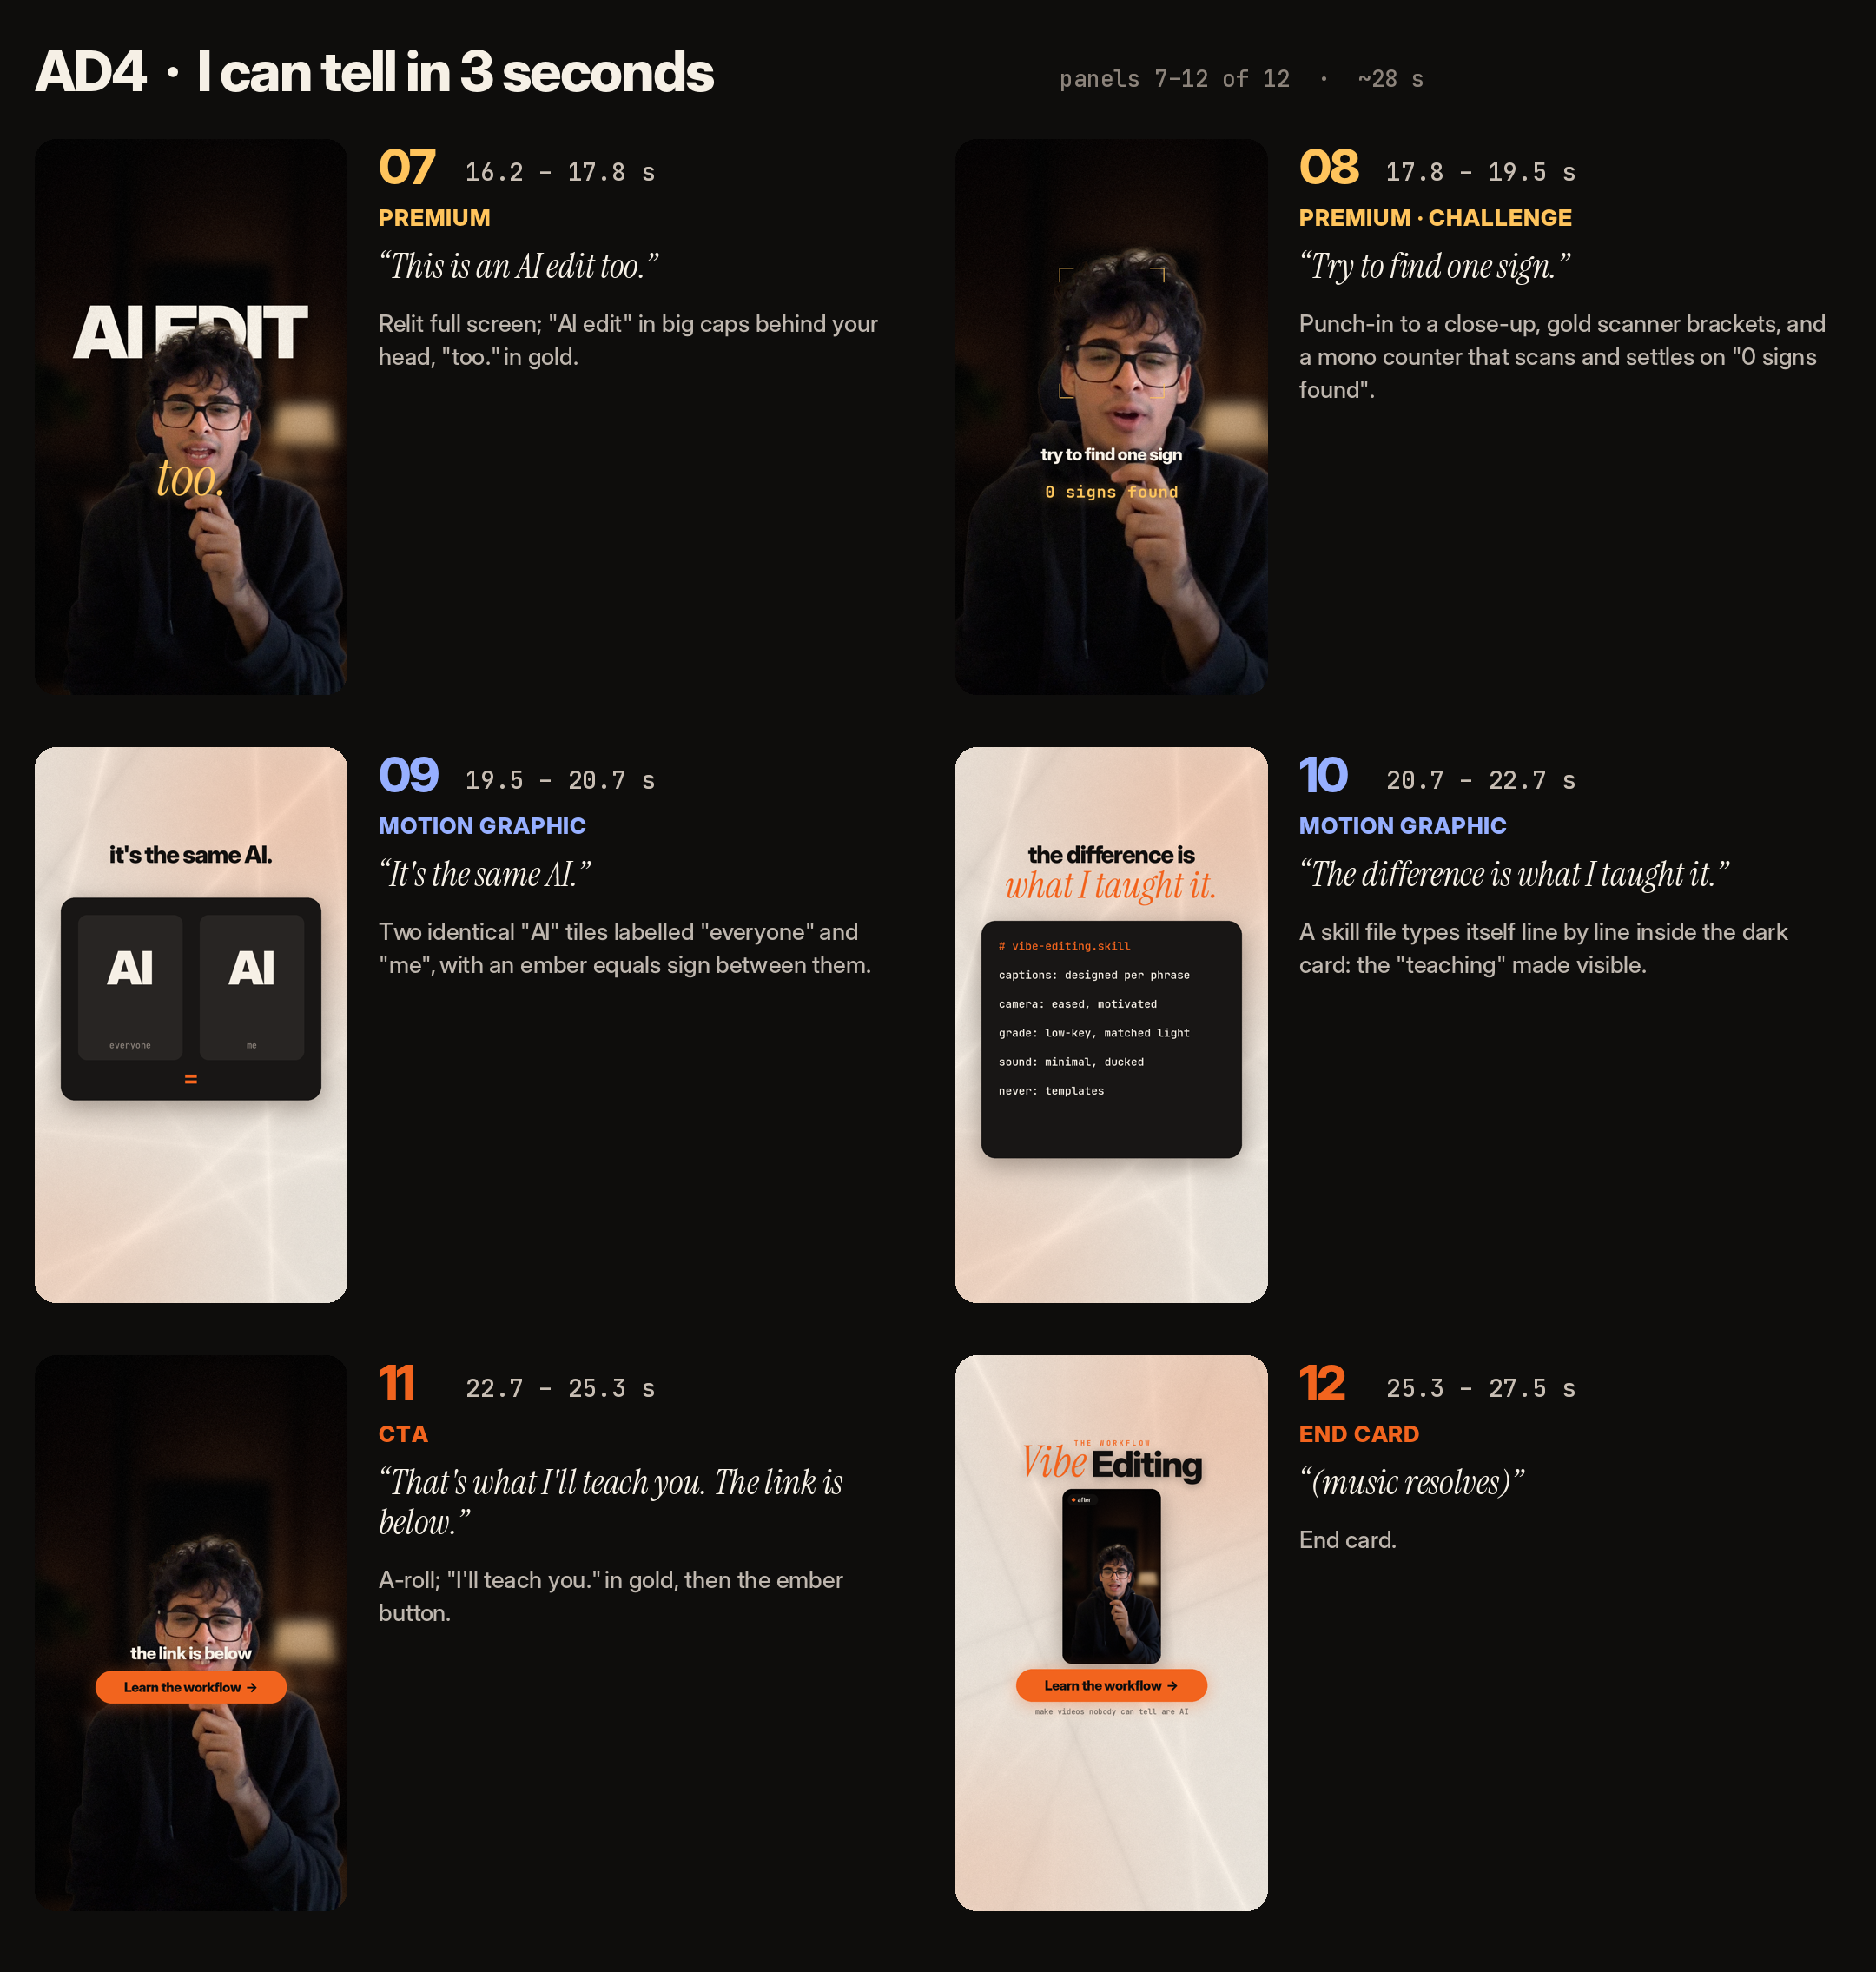 AD4 · I can tell in 3 seconds
panels 7-12 of 12 · ~28 s
AI EDIT
too.
07 16.2 - 17.8 s
PREMIUM
“This is an AI edit too.”
Relit full screen; "AI edit" in big caps behind your
head, "too." in gold.
try to find one sign
0 signs found
08 17.8 - 19.5 s
PREMIUM · CHALLENGE
“Try to find one sign.”
Punch-in to a close-up, gold scanner brackets, and
a mono counter that scans and settles on "0 signs
found".
it's the same AI.
AI AI
everyone me
=
09 19.5 - 20.7 s
MOTION GRAPHIC
“It's the same AI.”
Two identical "AI" tiles labelled "everyone" and
"me", with an ember equals sign between them.
the difference is
what I taught it.
# vibe-editing.skill
captions: designed per phrase
camera: eased, motivated
grade: low-key, matched light
sound: minimal, ducked
never: templates
10 20.7 - 22.7 s
MOTION GRAPHIC
“The difference is what I taught it.”
A skill file types itself line by line inside the dark
card: the "teaching" made visible.
the link is below
Learn the workflow →
11 22.7 - 25.3 s
CTA
“That's what I'll teach you. The link is
below.”
A-roll; "I'll teach you." in gold, then the ember
button.
THE WORKFLOW
Vibe Editing
after
Learn the workflow →
make videos nobody can tell are AI
12 25.3 - 27.5 s
END CARD
“(music resolves)”
End card.